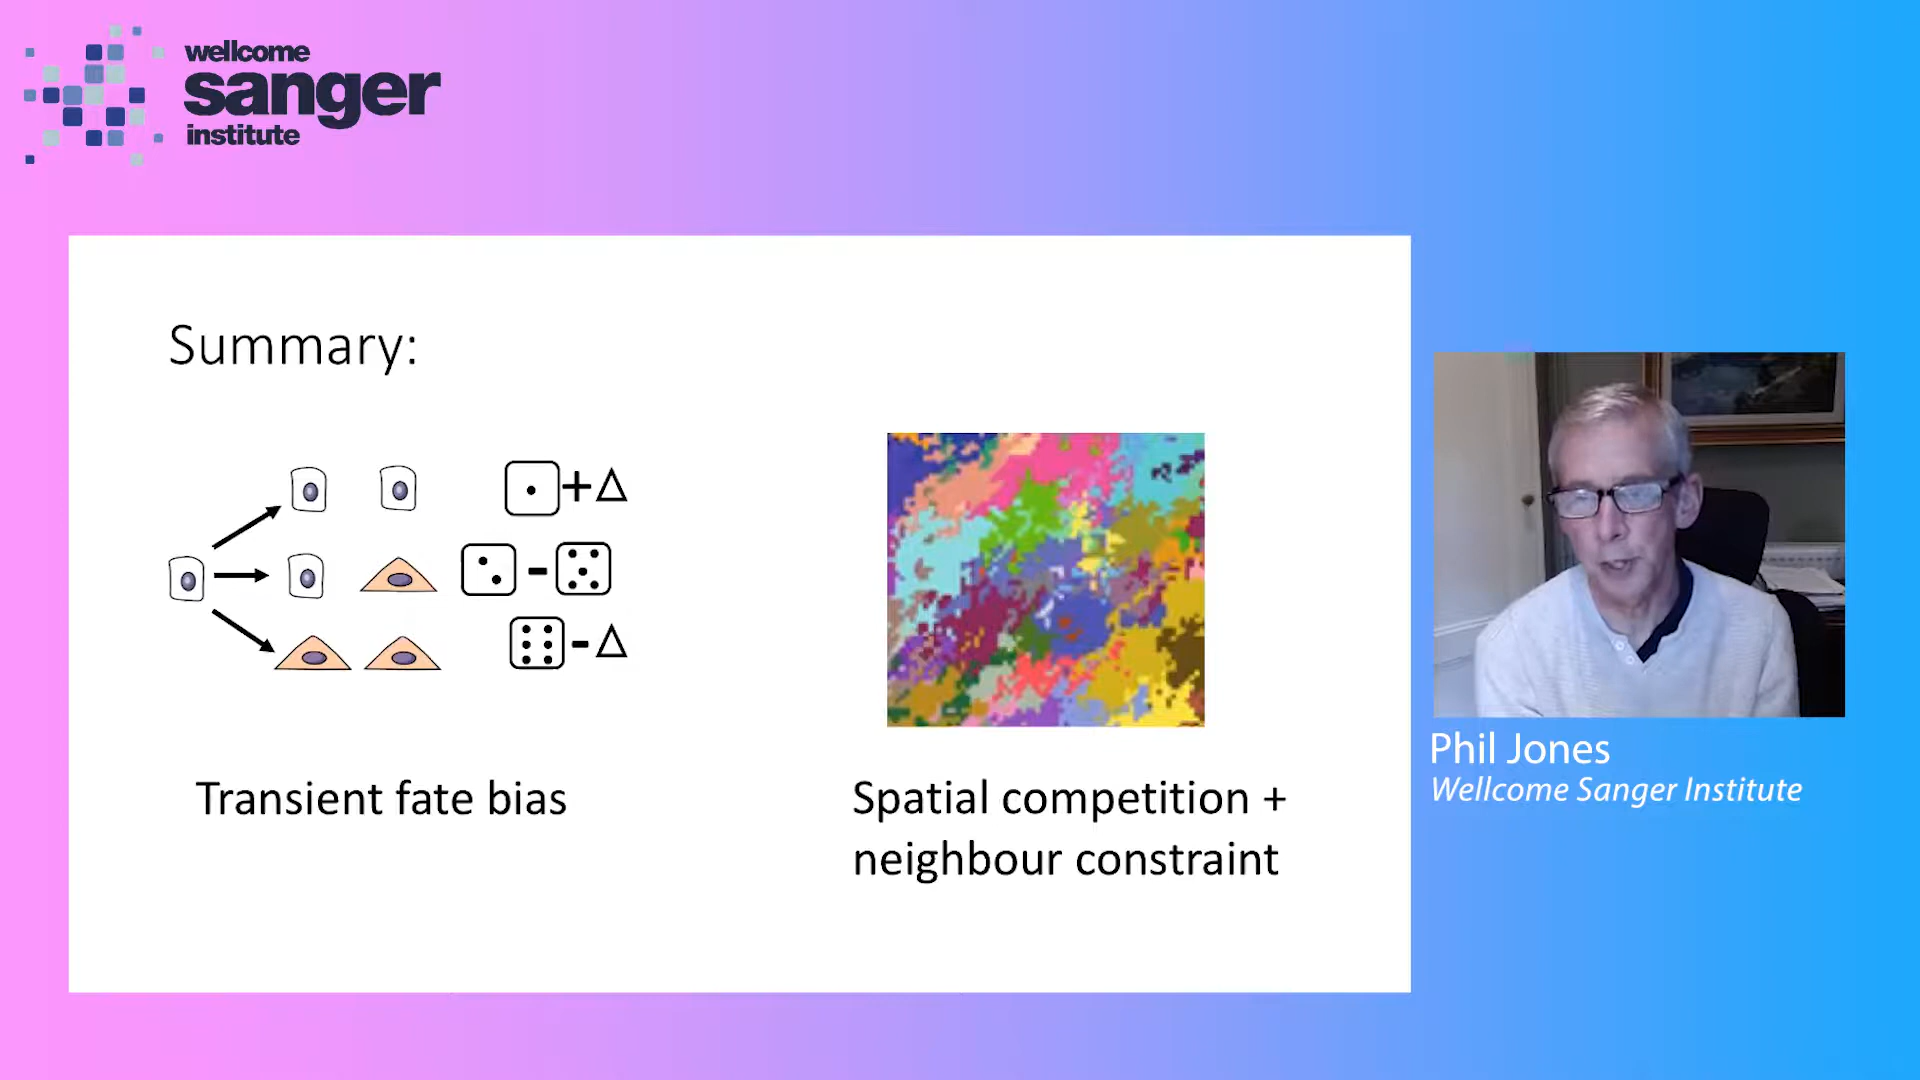 wellcome
sanger
institute
Summary:
+Δ
-
-Δ
Transient fate bias
Spatial competition +
neighbour constraint
Phil Jones
Wellcome Sanger Institute